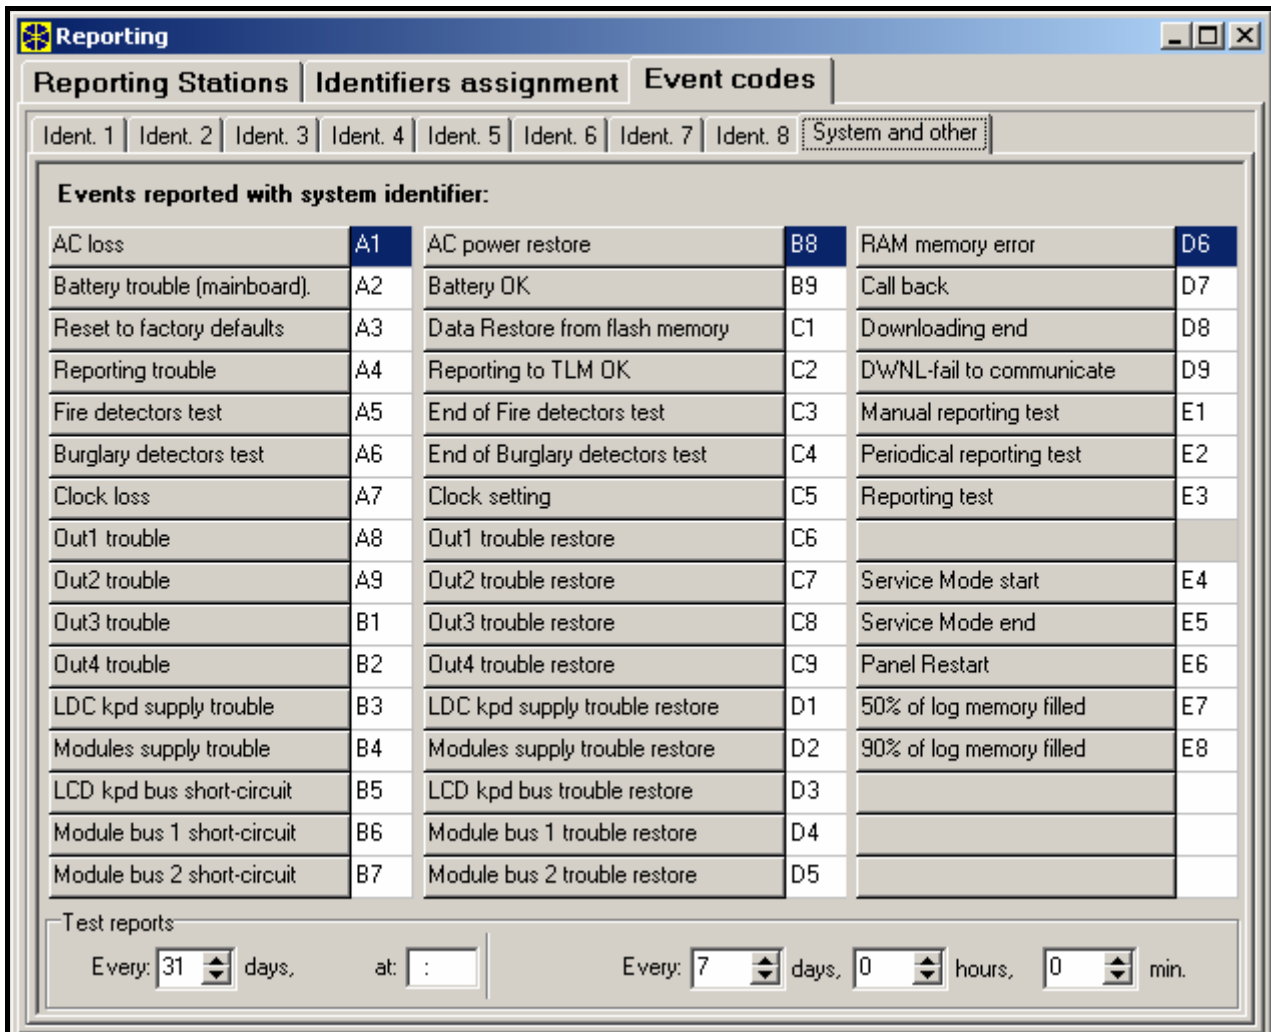 Reporting
Reporting Stations Identifiers assignment Event codes
Ident. 1 Ident. 2 Ident. 3 Ident. 4 Ident. 5 Ident. 6 Ident. 7 Ident. 8 System and other
Events reported with system identifier:
AC loss A1 AC power restore B8 RAM memory error D6
Battery trouble (mainboard). A2 Battery OK B9 Call back D7
Reset to factory defaults A3 Data Restore from flash memory C1 Downloading end D8
Reporting trouble A4 Reporting to TLM OK C2 DWNL-fail to communicate D9
Fire detectors test A5 End of Fire detectors test C3 Manual reporting test E1
Burglary detectors test A6 End of Burglary detectors test C4 Periodical reporting test E2
Clock loss A7 Clock setting C5 Reporting test E3
Out1 trouble A8 Out1 trouble restore C6
Out2 trouble A9 Out2 trouble restore C7 Service Mode start E4
Out3 trouble B1 Out3 trouble restore C8 Service Mode end E5
Out4 trouble B2 Out4 trouble restore C9 Panel Restart E6
LDC kpd supply trouble B3 LDC kpd supply trouble restore D1 50% of log memory filled E7
Modules supply trouble B4 Modules supply trouble restore D2 90% of log memory filled E8
LCD kpd bus short-circuit B5 LCD kpd bus trouble restore D3
Module bus 1 short-circuit B6 Module bus 1 trouble restore D4
Module bus 2 short-circuit B7 Module bus 2 trouble restore D5
Test reports
Every: 31 days, at: : Every: 7 days, 0 hours, 0 min.